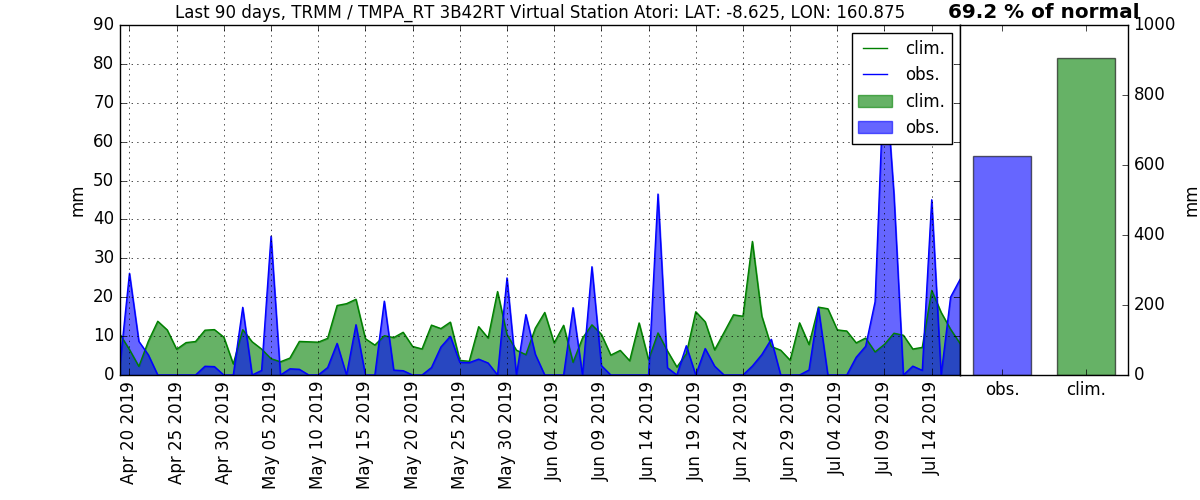 Last 90 days, TRMM / TMPA_RT 3B42RT Virtual Station Atori: LAT: -8.625, LON: 160.875
69.2 % of normal
90
80
70
60
50
40
30
20
10
0
mm
clim.
obs.
clim.
obs.
1000
800
600
400
200
0
mm
obs.
clim.
Apr 20 2019
Apr 25 2019
Apr 30 2019
May 05 2019
May 10 2019
May 15 2019
May 20 2019
May 25 2019
May 30 2019
Jun 04 2019
Jun 09 2019
Jun 14 2019
Jun 19 2019
Jun 24 2019
Jun 29 2019
Jul 04 2019
Jul 09 2019
Jul 14 2019